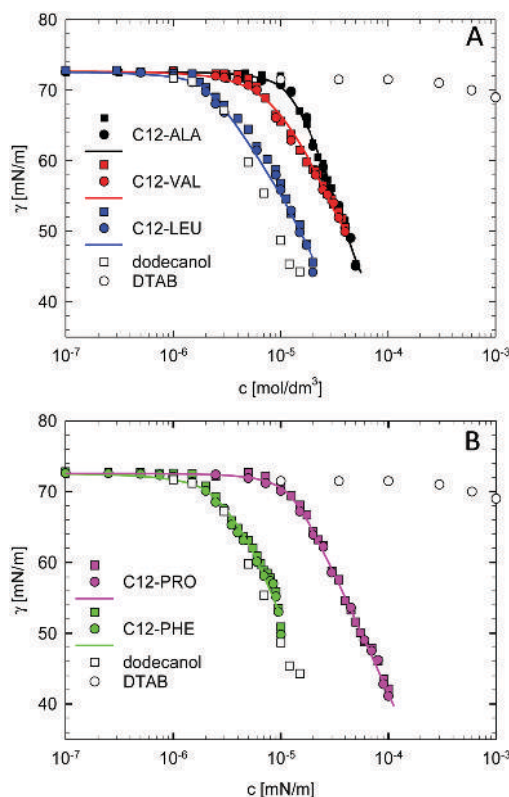 A
80
70
60
50
40
γ [mN/m]
C12-ALA
C12-VAL
C12-LEU
dodecanol
DTAB
10-7 10-6 10-5 10-4 10-3
c [mol/dm3]
B
80
70
60
50
40
γ [mN/m]
C12-PRO
C12-PHE
dodecanol
DTAB
10-7 10-6 10-5 10-4 10-3
c [mN/m]